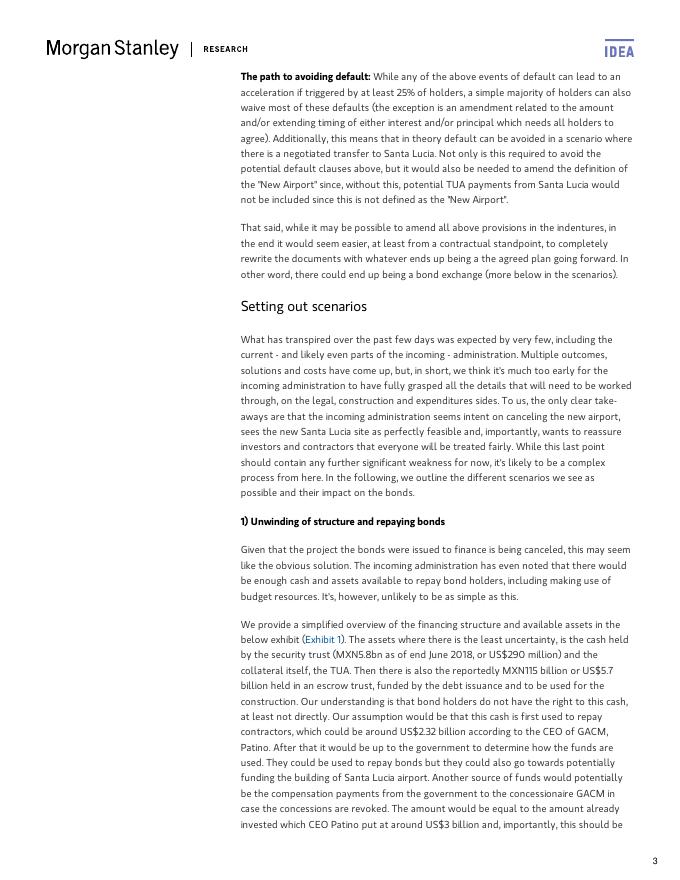 Morgan Stanley | RESEARCH
IDEA
The path to avoiding default: While any of the above events of default can lead to an
acceleration if triggered by at least 25% of holders, a simple majority of holders can also
waive most of these defaults (the exception is an amendment related to the amount
and/or extending timing of either interest and/or principal which needs all holders to
agree). Additionally, this means that in theory default can be avoided in a scenario where
there is a negotiated transfer to Santa Lucia. Not only is this required to avoid the
potential default clauses above, but it would also be needed to amend the definition of
the "New Airport" since, without this, potential TUA payments from Santa Lucia would
not be included since this is not defined as the "New Airport".
That said, while it may be possible to amend all above provisions in the indentures, in
the end it would seem easier, at least from a contractual standpoint, to completely
rewrite the documents with whatever ends up being a the agreed plan going forward. In
other word, there could end up being a bond exchange (more below in the scenarios).
Setting out scenarios
What has transpired over the past few days was expected by very few, including the
current - and likely even parts of the incoming - administration. Multiple outcomes,
solutions and costs have come up, but, in short, we think it's much too early for the
incoming administration to have fully grasped all the details that will need to be worked
through, on the legal, construction and expenditures sides. To us, the only clear take-
aways are that the incoming administration seems intent on canceling the new airport,
sees the new Santa Lucia site as perfectly feasible and, importantly, wants to reassure
investors and contractors that everyone will be treated fairly. While this last point
should contain any further significant weakness for now, it's likely to be a complex
process from here. In the following, we outline the different scenarios we see as
possible and their impact on the bonds.
1) Unwinding of structure and repaying bonds
Given that the project the bonds were issued to finance is being canceled, this may seem
like the obvious solution. The incoming administration has even noted that there would
be enough cash and assets available to repay bond holders, including making use of
budget resources. It's, however, unlikely to be as simple as this.
We provide a simplified overview of the financing structure and available assets in the
below exhibit (Exhibit 1). The assets where there is the least uncertainty, is the cash held
by the security trust (MXN5.8bn as of end June 2018, or US$290 million) and the
collateral itself, the TUA. Then there is also the reportedly MXN115 billion or US$5.7
billion held in an escrow trust, funded by the debt issuance and to be used for the
construction. Our understanding is that bond holders do not have the right to this cash,
at least not directly. Our assumption would be that this cash is first used to repay
contractors, which could be around US$2.32 billion according to the CEO of GACM,
Patino. After that it would be up to the government to determine how the funds are
used. They could be used to repay bonds but they could also go towards potentially
funding the building of Santa Lucia airport. Another source of funds would potentially
be the compensation payments from the government to the concessionaire GACM in
case the concessions are revoked. The amount would be equal to the amount already
invested which CEO Patino put at around US$3 billion and, importantly, this should be
3